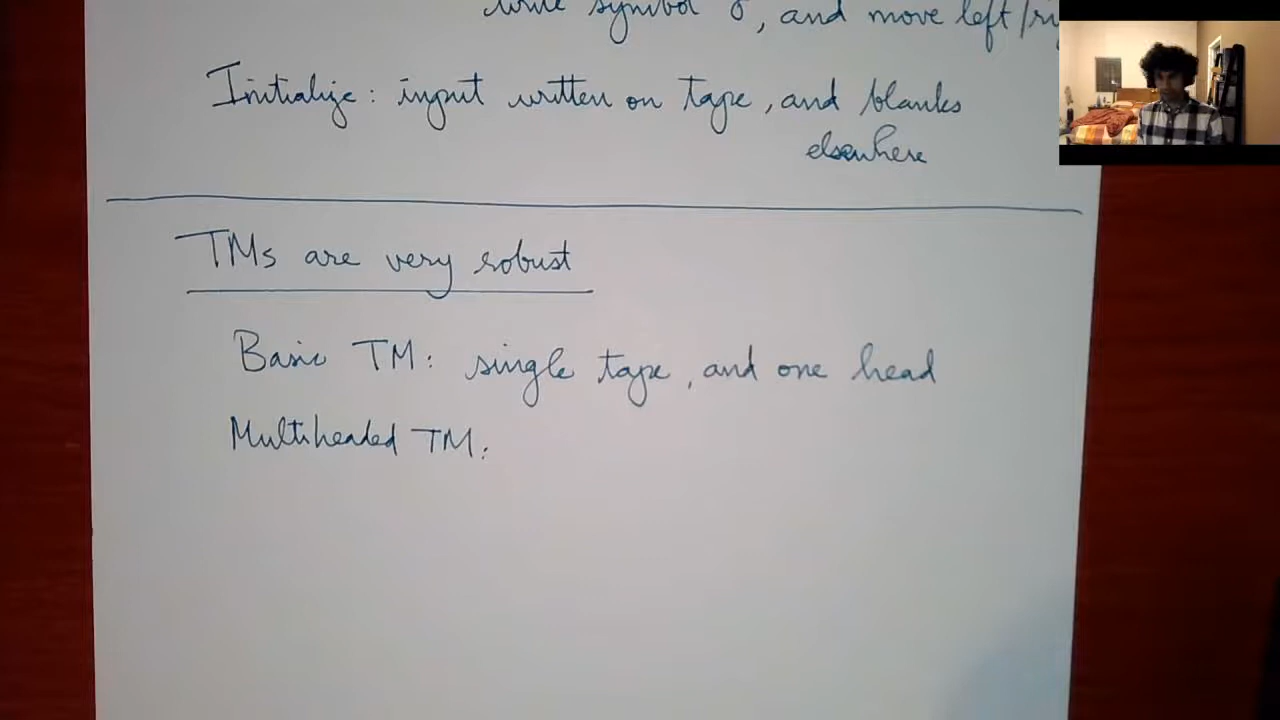 write symbol γ, and move left/ri
Initialize: input written on tape, and blanks
elsewhere
TMs are very robust
Basic TM: single tape, and one head
Multiheaded TM: